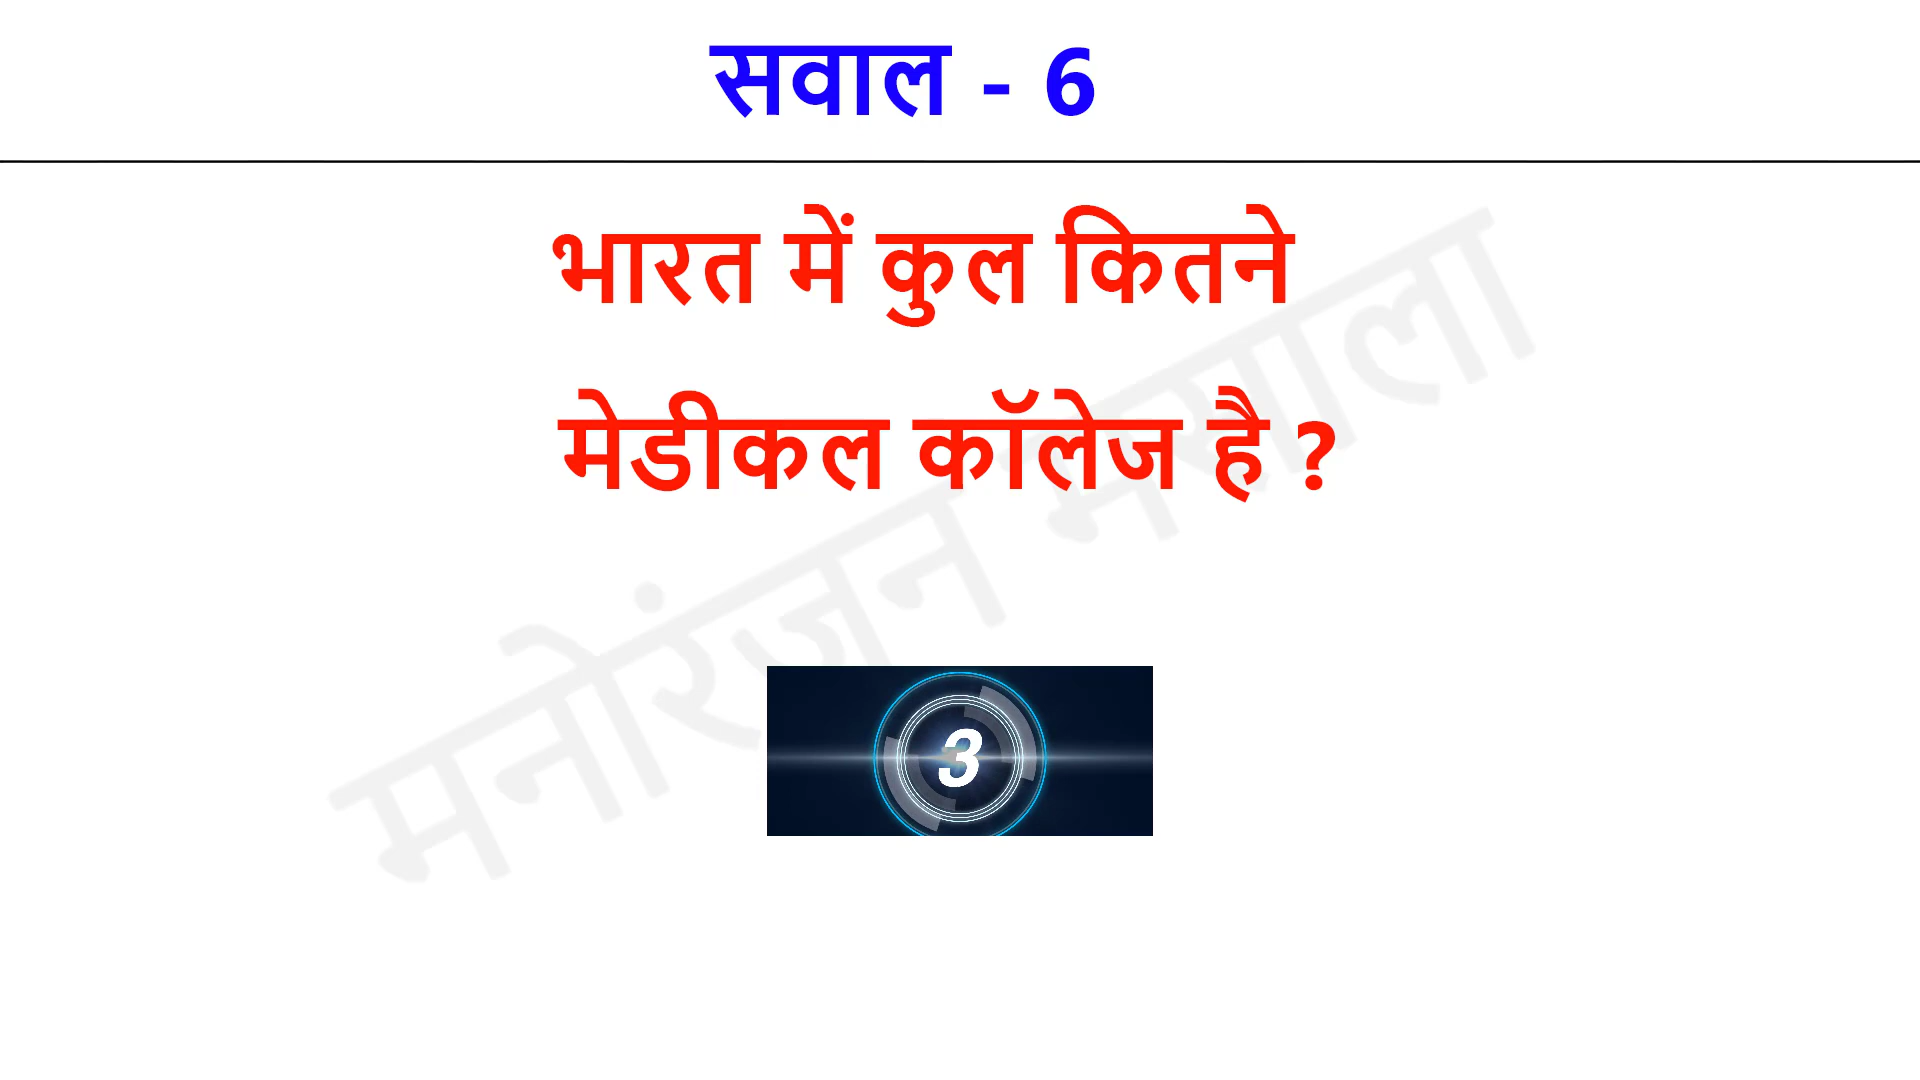 सवाल - 6
भारत में कुल कितने
मेडीकल कॉलेज है ?
मनोरंजन मसाला
3